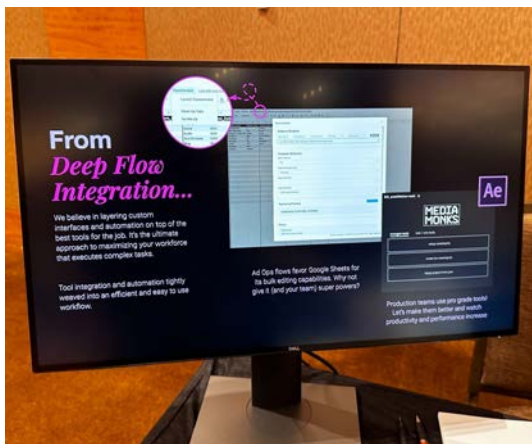 From
Deep Flow
Integration...
We believe in layering custom
interfaces and automation on top of the
best tools for the job. It's the ultimate
approach to maximizing your workforce
that executes complex tasks.
Tool integration and automation tightly
weaved into an efficient and easy to use
workflow.
Ad Ops flows favor Google Sheets for
its bulk editing capabilities. Why not
give it (and your team) super powers?
Ae
MEDIA
MONKS
Production teams use pro grade tools!
Let's make them better and watch
productivity and performance increase
DELL